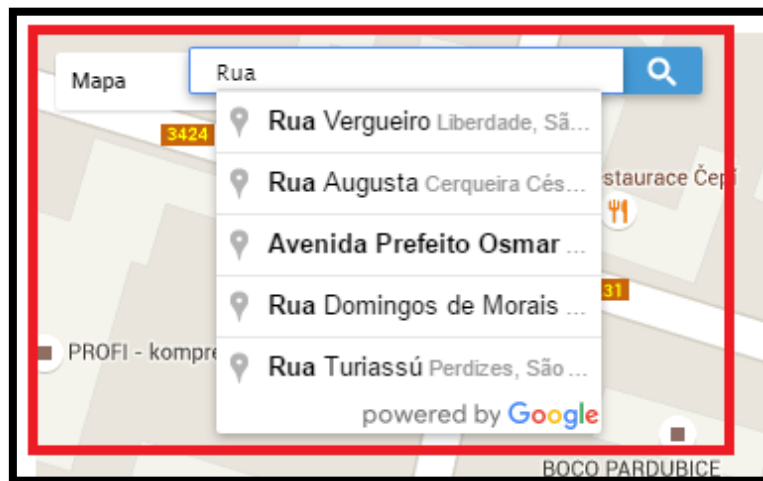 Mapa
Rua
3424
Rua Vergueiro Liberdade, Sã...
Rua Augusta Cerqueira Cés...
staurace Čepí
Avenida Prefeito Osmar ...
31
Rua Domingos de Morais ...
PROFI - kompre
Rua Turiassú Perdizes, São ...
powered by Google
BOCO PARDUBICE